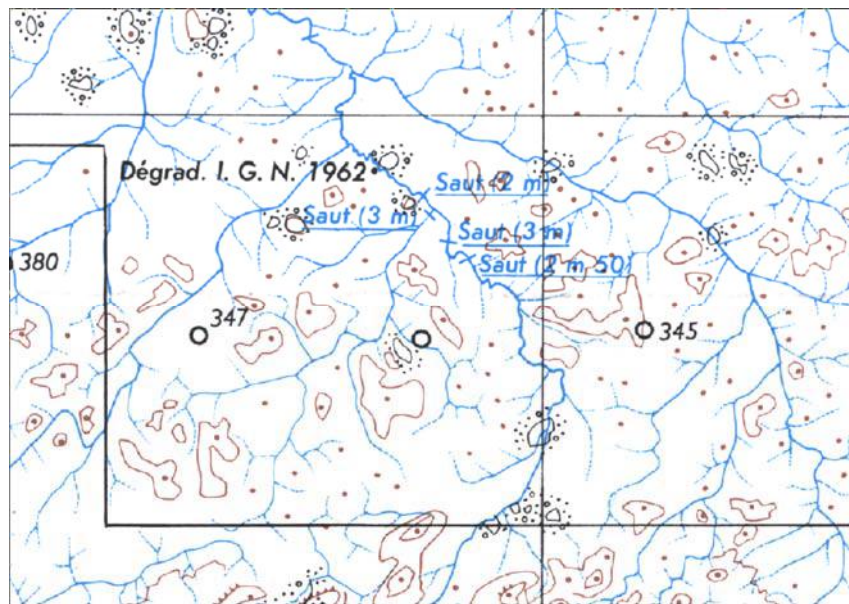 Dégrad. I. G. N. 1962
Saut (2 m)
Saut (3 m)
Saut (3 m)
Saut (2 m 50)
380
347
345